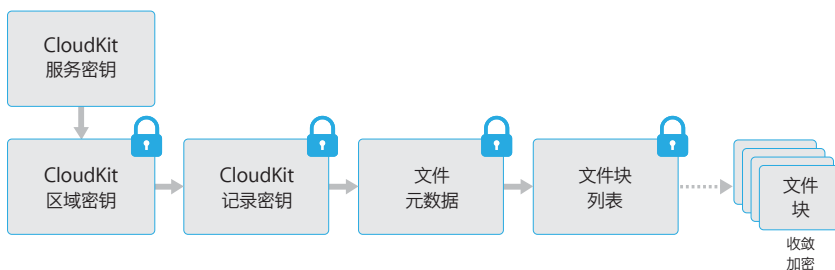 CloudKit
服务密钥
CloudKit
区域密钥
CloudKit
记录密钥
文件
元数据
文件块
列表
文件
块
收敛
加密